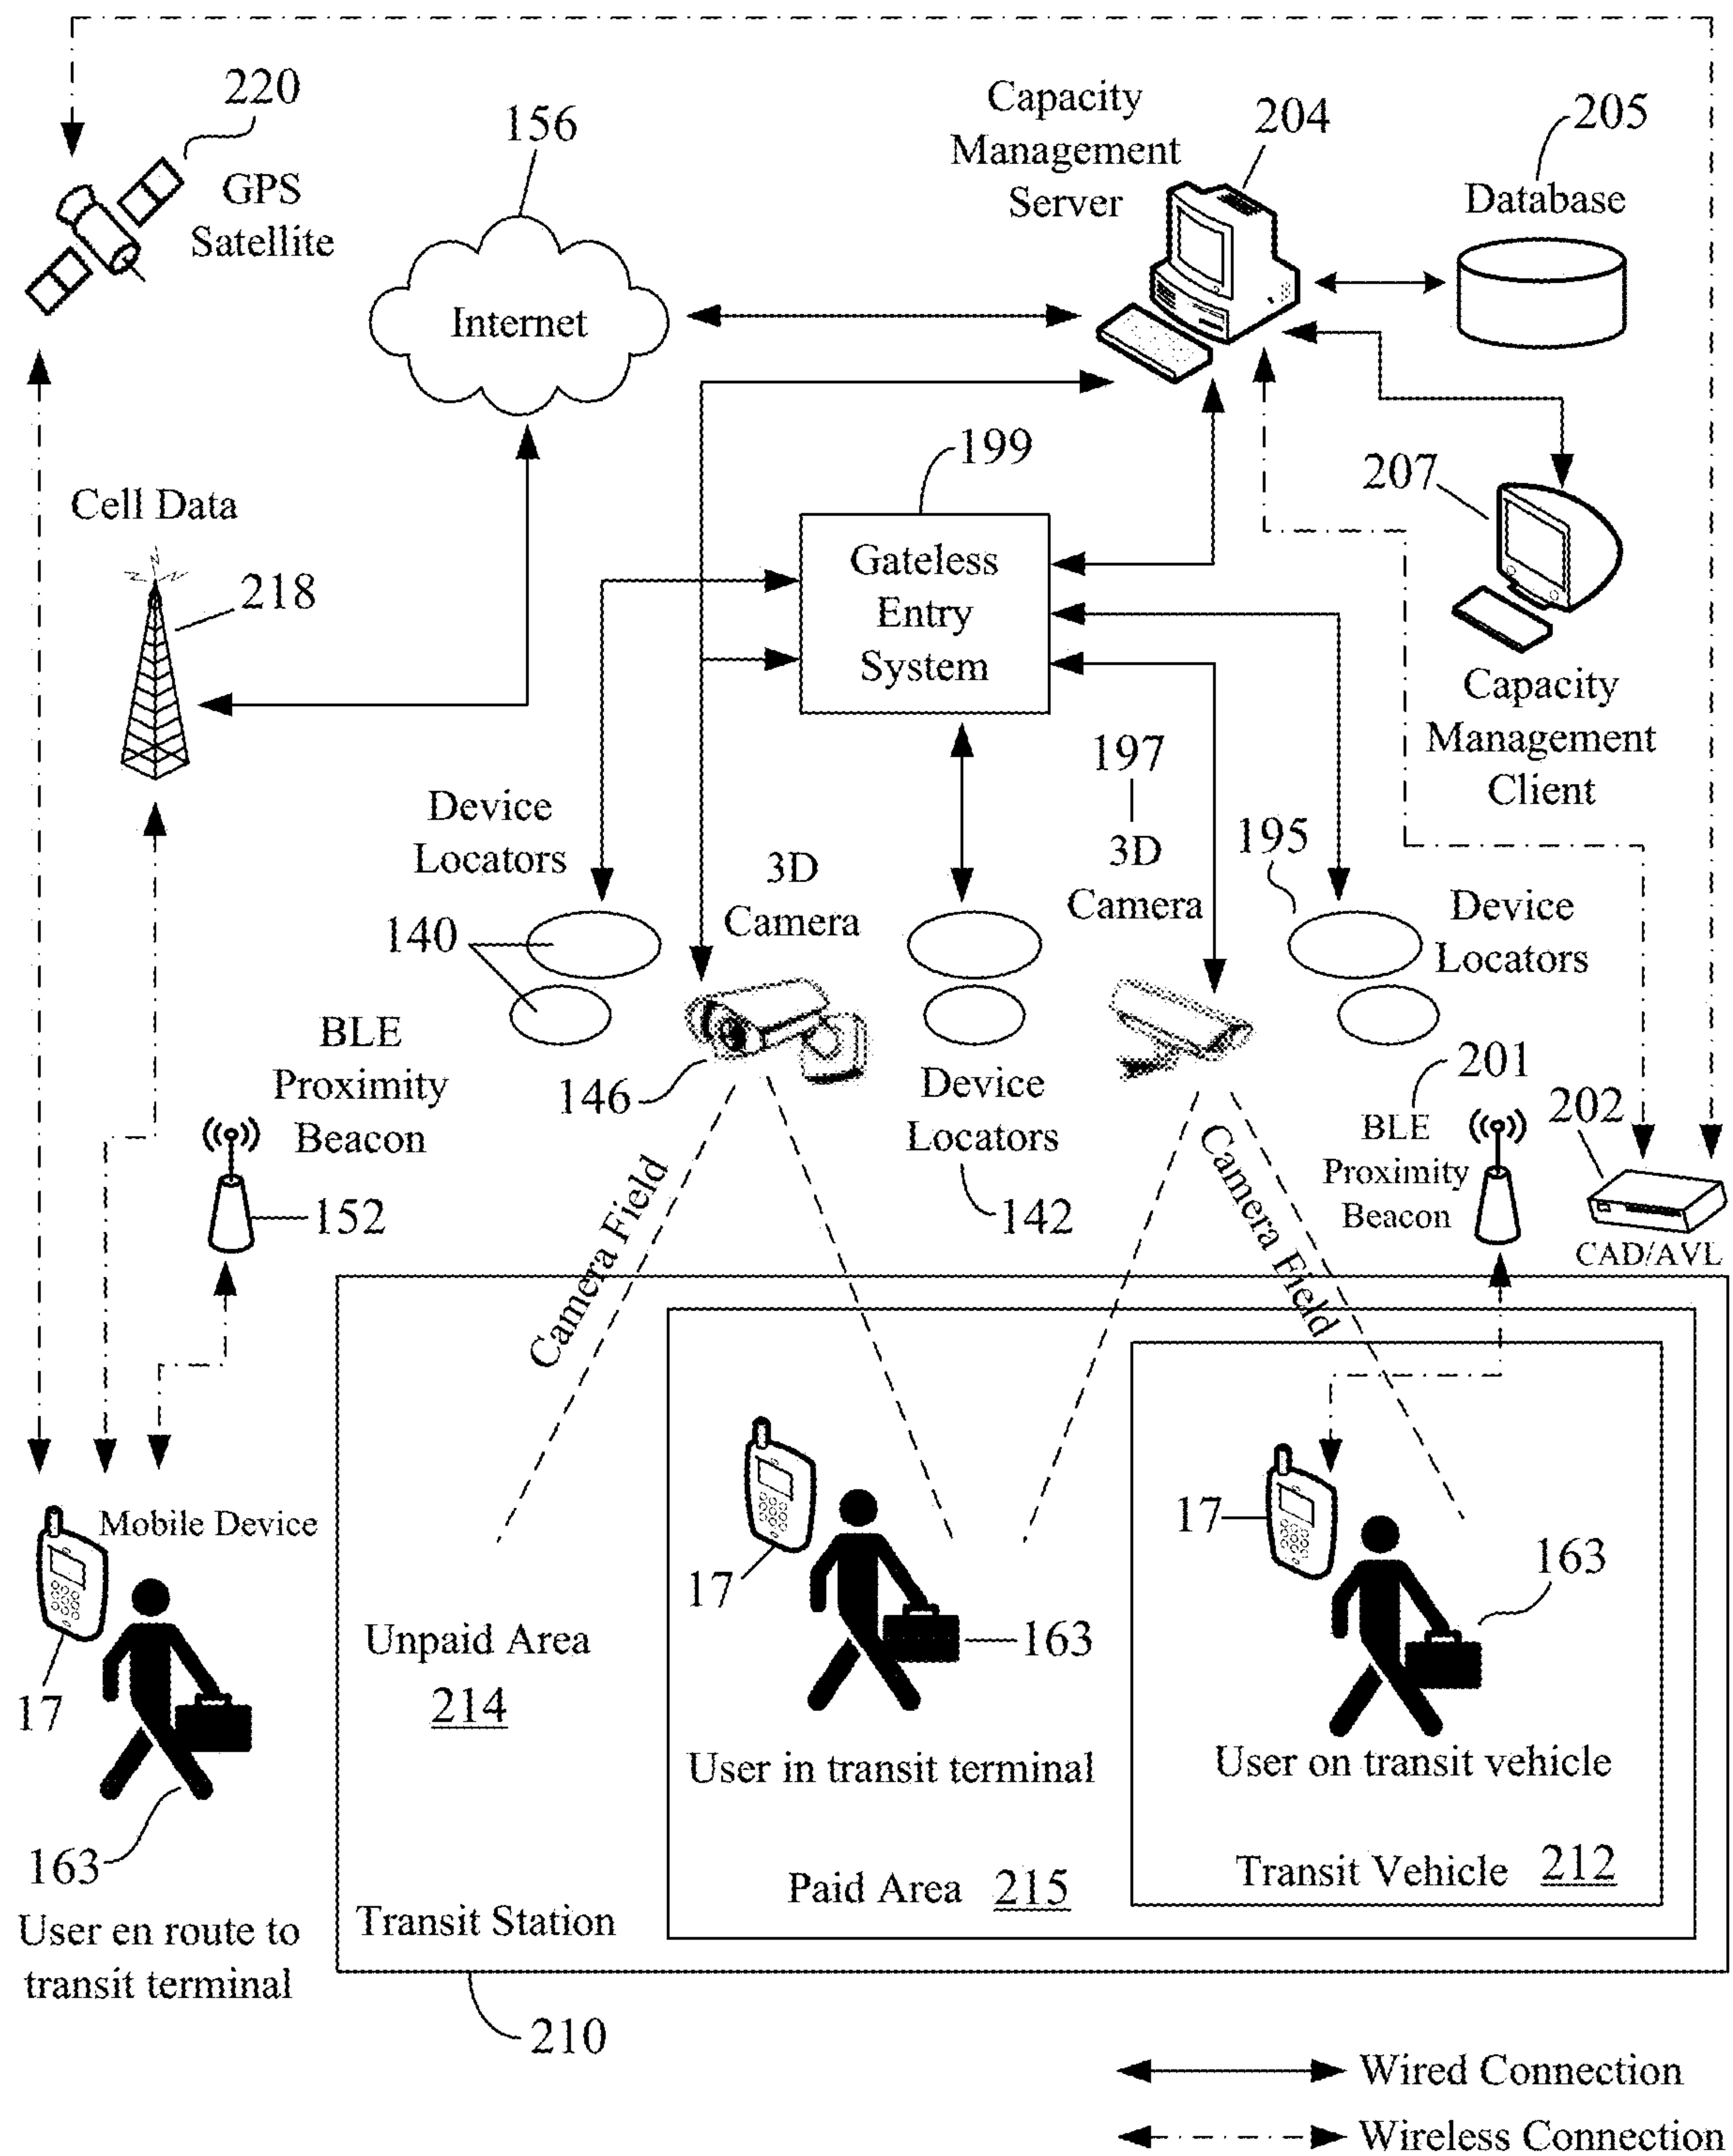 220
GPS
Satellite
156
Internet
Capacity
Management
Server
204
205
Database
199
Gateless
Entry
System
207
Capacity
Management
Client
Cell Data
218
Device
Locators
140
3D
Camera
146
197
3D
Camera
195
Device
Locators
Device
Locators
142
BLE
Proximity
Beacon
152
201
BLE
Proximity
Beacon
202
CAD/AVL
Camera Field
Camera Field
Mobile Device
17
163
User en route to
transit terminal
Unpaid Area
214
17
163
User in transit terminal
17
163
User on transit vehicle
Transit Vehicle 212
Paid Area 215
Transit Station
210
Wired Connection
Wireless Connection